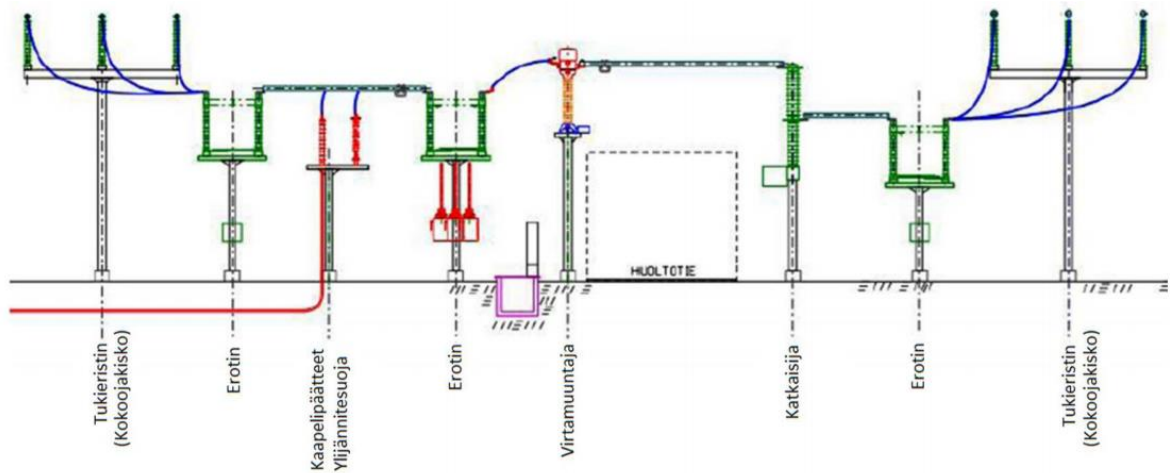 HUOLTOTIE
Tukieristin
(Kokoojakisko)
Erotin
Kaapelipäätteet
Ylijännitesuoja
Erotin
Virtamuuntaja
Katkaisija
Erotin
Tukieristin
(Kokoojakisko)